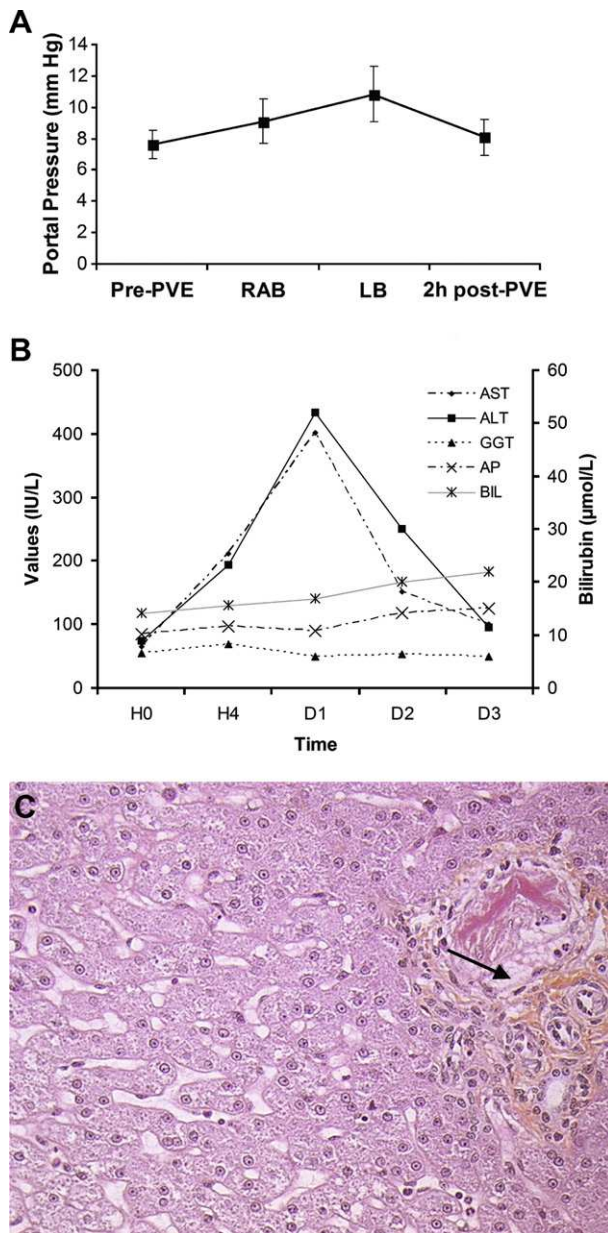 A
Portal Pressure (mm Hg)
14
12
10
8
6
4
2
0
Pre-PVE RAB LB 2h post-PVE
B
Values (IU/L)
500
400
300
200
100
0
AST
ALT
GGT
AP
BIL
60
50
40
30
20
10
0
Bilirubin (µmol/L)
H0 H4 D1 D2 D3
Time
C